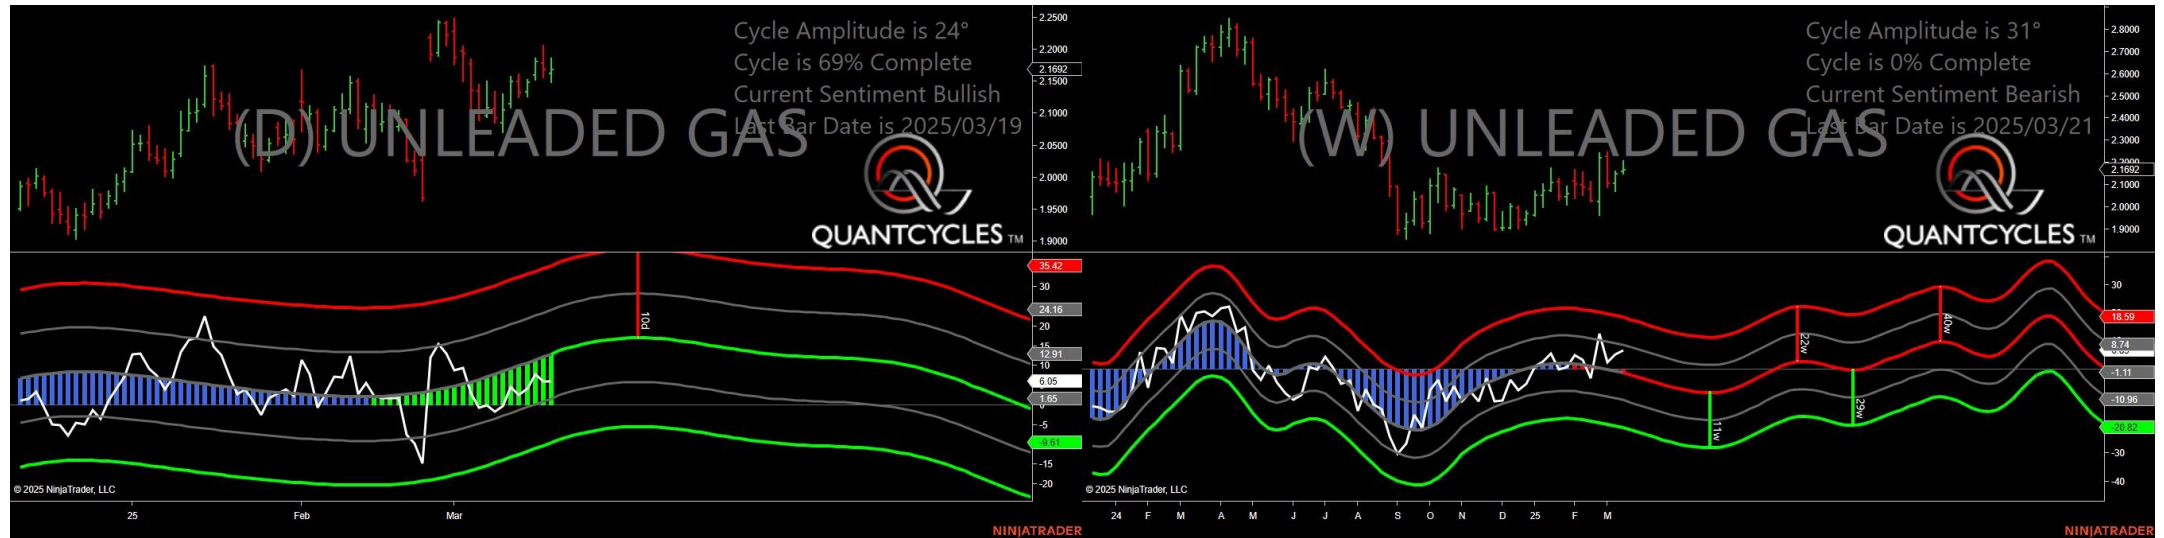 Cycle Amplitude is 24°
Cycle is 69% Complete
Current Sentiment Bullish
Last Bar Date is 2025/03/19
(D) UNLEADED GAS
QUANTCYCLES TM
2.2500
2.2000
2.1692
2.1500
2.1000
2.0500
2.0000
1.9500
1.9000
10d
35.42
30
24.16
20
15
12.91
10
6.05
1.65
-5
-9.61
-15
-20
© 2025 NinjaTrader, LLC
25 Feb Mar
NINJATRADER
Cycle Amplitude is 31°
Cycle is 0% Complete
Current Sentiment Bearish
Last Bar Date is 2025/03/21
(W) UNLEADED GAS
QUANTCYCLES TM
2.8000
2.7000
2.6000
2.5000
2.4000
2.3000
2.2000
2.1692
2.1000
2.0000
1.9000
11w
22w
29w
40w
30
18.59
8.74
-1.11
-10.96
-20.82
-30
-40
© 2025 NinjaTrader, LLC
24 F M A M J J A S O N D 25 F M
NINJATRADER